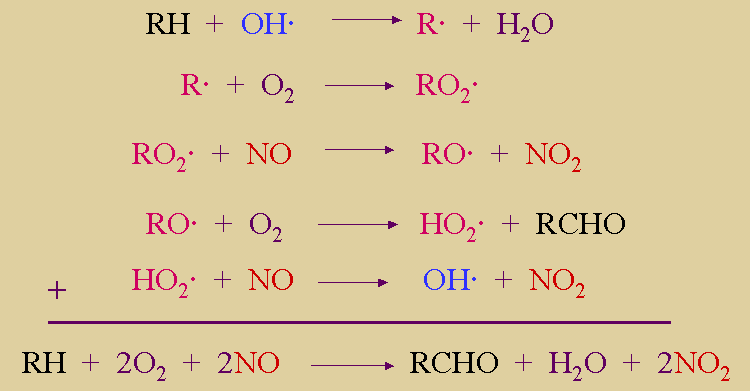 RH + OH· → R· + H₂O
R· + O₂ → RO₂·
RO₂· + NO → RO· + NO₂
RO· + O₂ → HO₂· + RCHO
+ HO₂· + NO → OH· + NO₂
RH + 2O₂ + 2NO → RCHO + H₂O + 2NO₂